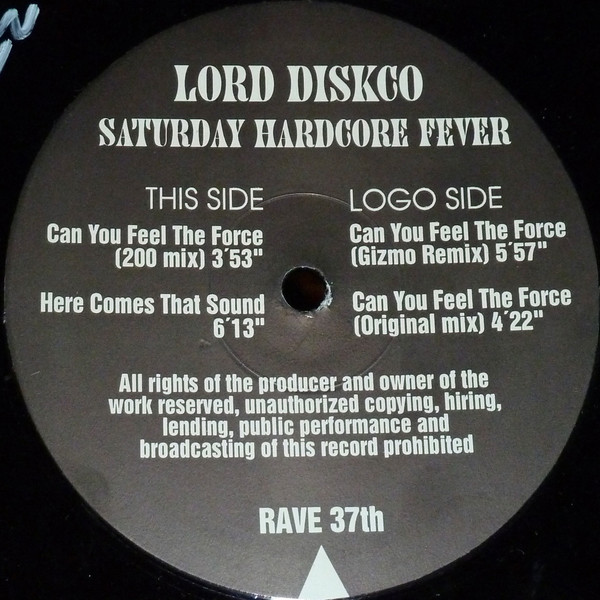 LORD DISKCO
SATURDAY HARDCORE FEVER
THIS SIDE
Can You Feel The Force
(200 mix) 3´53"
Here Comes That Sound
6´13"
LOGO SIDE
Can You Feel The Force
(Gizmo Remix) 5´57"
Can You Feel The Force
(Original mix) 4´22"
All rights of the producer and owner of the
work reserved, unauthorized copying, hiring,
lending, public performance and
broadcasting of this record prohibited
RAVE 37th